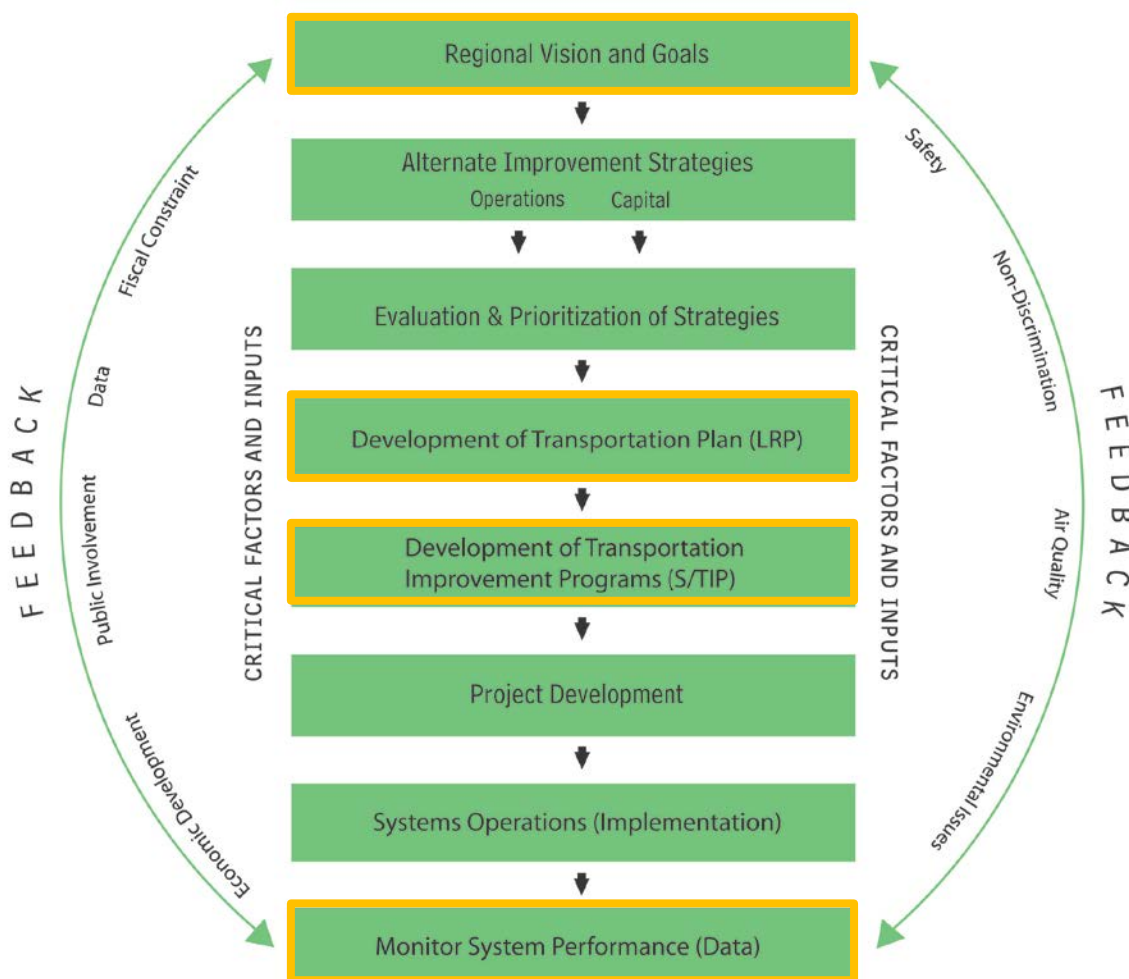 Regional Vision and Goals
Alternate Improvement Strategies
Operations Capital
Evaluation & Prioritization of Strategies
Development of Transportation Plan (LRP)
Development of Transportation
Improvement Programs (S/TIP)
Project Development
Systems Operations (Implementation)
Monitor System Performance (Data)
FEEDBACK
Fiscal Constraint
Data
Public Involvement
Economic Development
CRITICAL FACTORS AND INPUTS
CRITICAL FACTORS AND INPUTS
Safety
Non-Discrimination
Air Quality
Environmental Issues
FEEDBACK